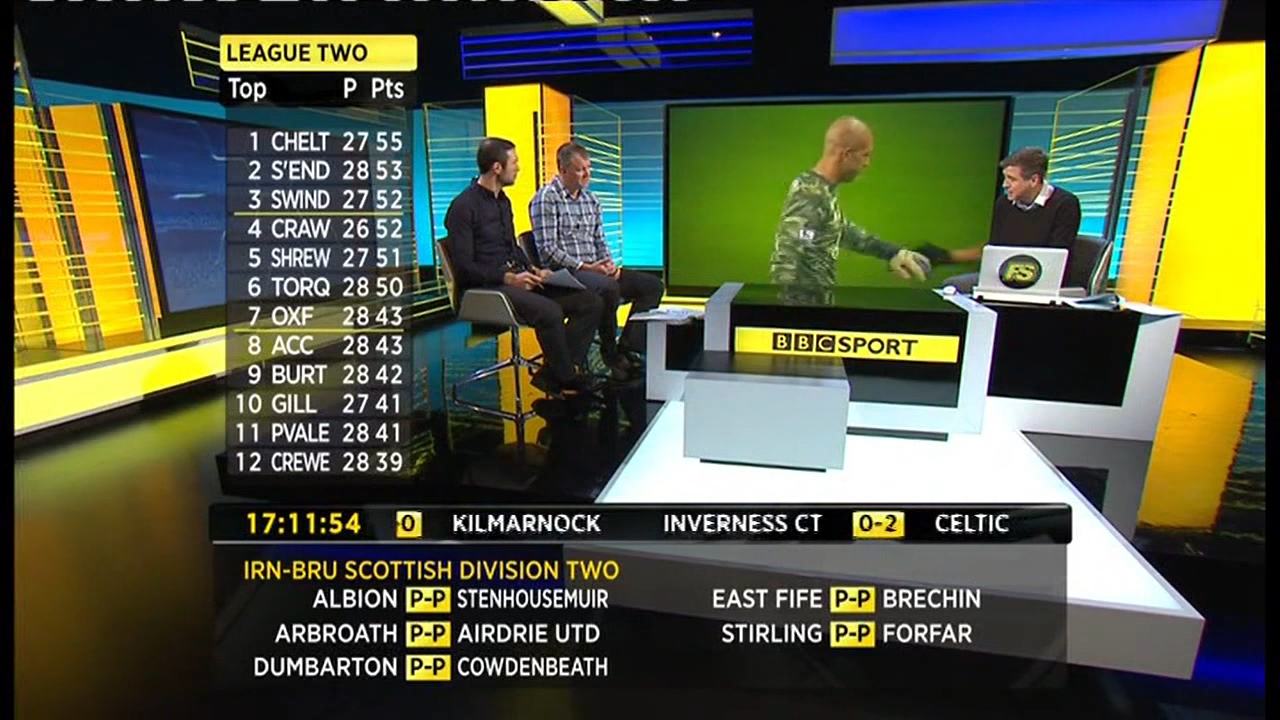 LEAGUE TWO
Top P Pts
1 CHELT 27 55
2 S'END 28 53
3 SWIND 27 52
4 CRAW 26 52
5 SHREW 27 51
6 TORQ 28 50
7 OXF 28 43
8 ACC 28 43
9 BURT 28 42
10 GILL 27 41
11 PVALE 28 41
12 CREWE 28 39
FS
BBC SPORT
17:11:54 0 KILMARNOCK INVERNESS CT 0-2 CELTIC
IRN-BRU SCOTTISH DIVISION TWO
ALBION P-P STENHOUSEMUIR EAST FIFE P-P BRECHIN
ARBROATH P-P AIRDRIE UTD STIRLING P-P FORFAR
DUMBARTON P-P COWDENBEATH